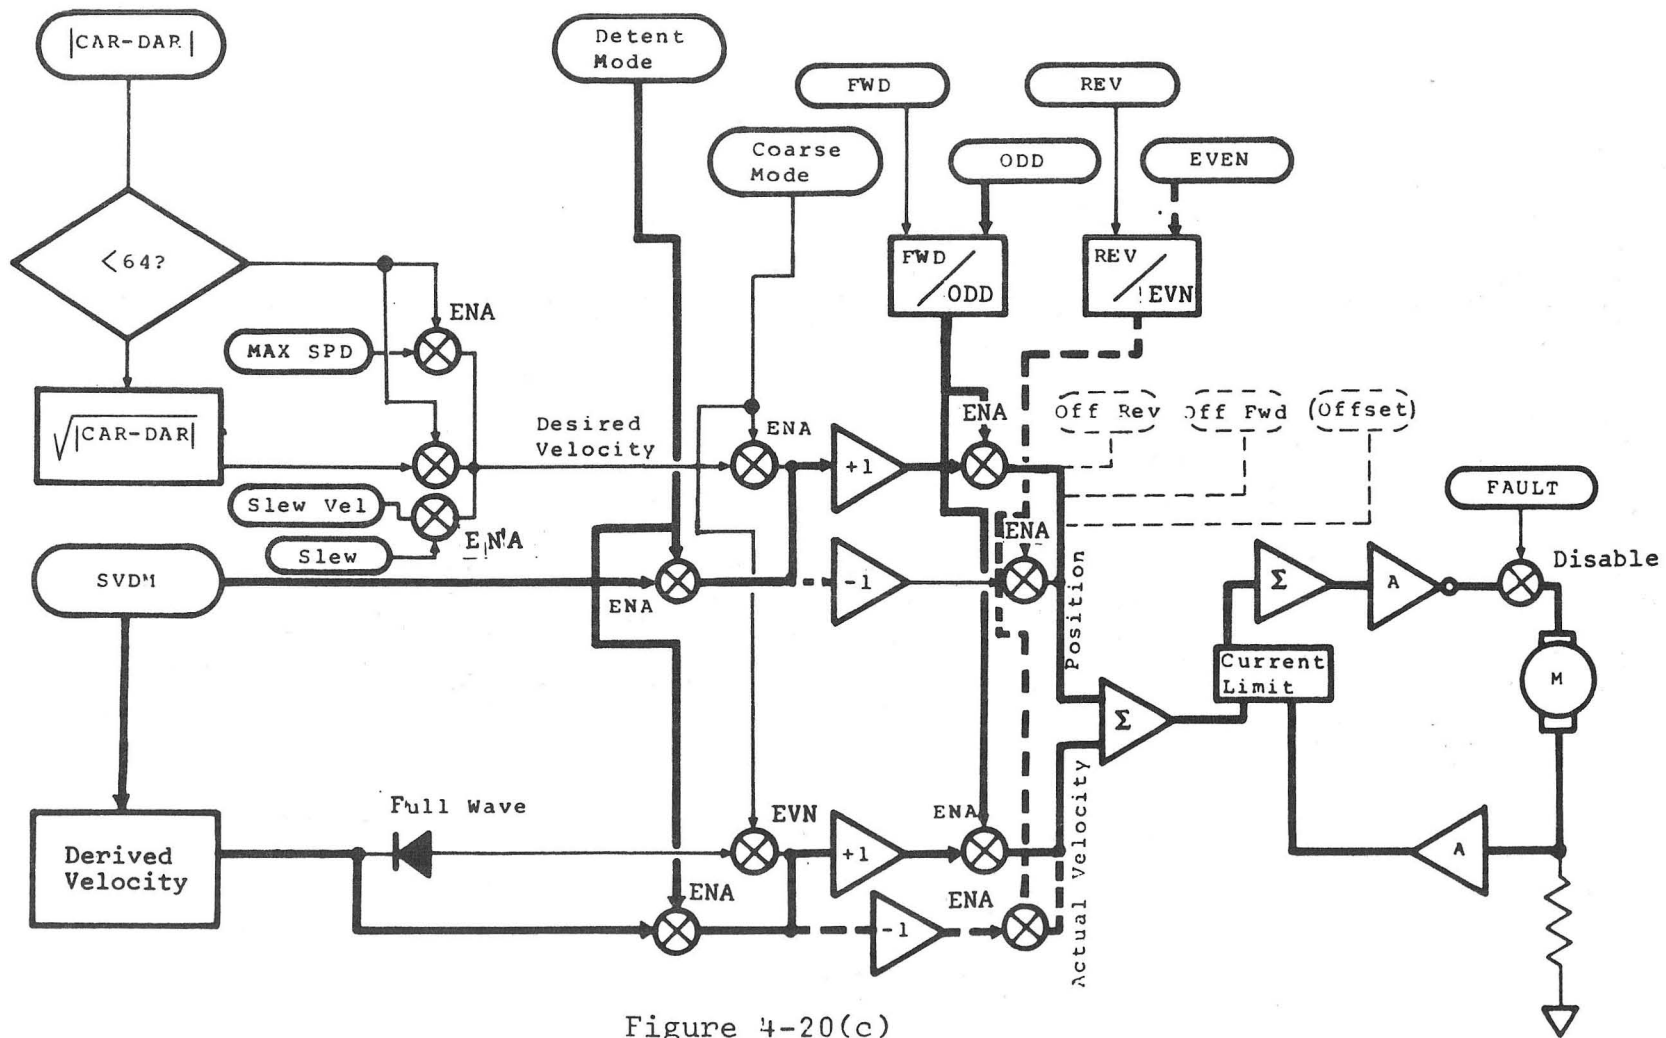 |CAR-DAR|
Detent
Mode
FWD
REV
Coarse
Mode
ODD
EVEN
<64?
FWD
/ODD
REV
/EVN
ENA
MAX SPD
√|CAR-DAR|
Desired
Velocity
ENA
+1
ENA
Off Rev
Off Fwd
(Offset)
Slew Vel
Slew
ENA
FAULT
Disable
SVDM
ENA
-1
ENA
Position
Σ
A
Current
Limit
M
Σ
Full Wave
EVN
+1
ENA
Actual Velocity
A
Derived
Velocity
ENA
-1
ENA
Figure 4-20(c)